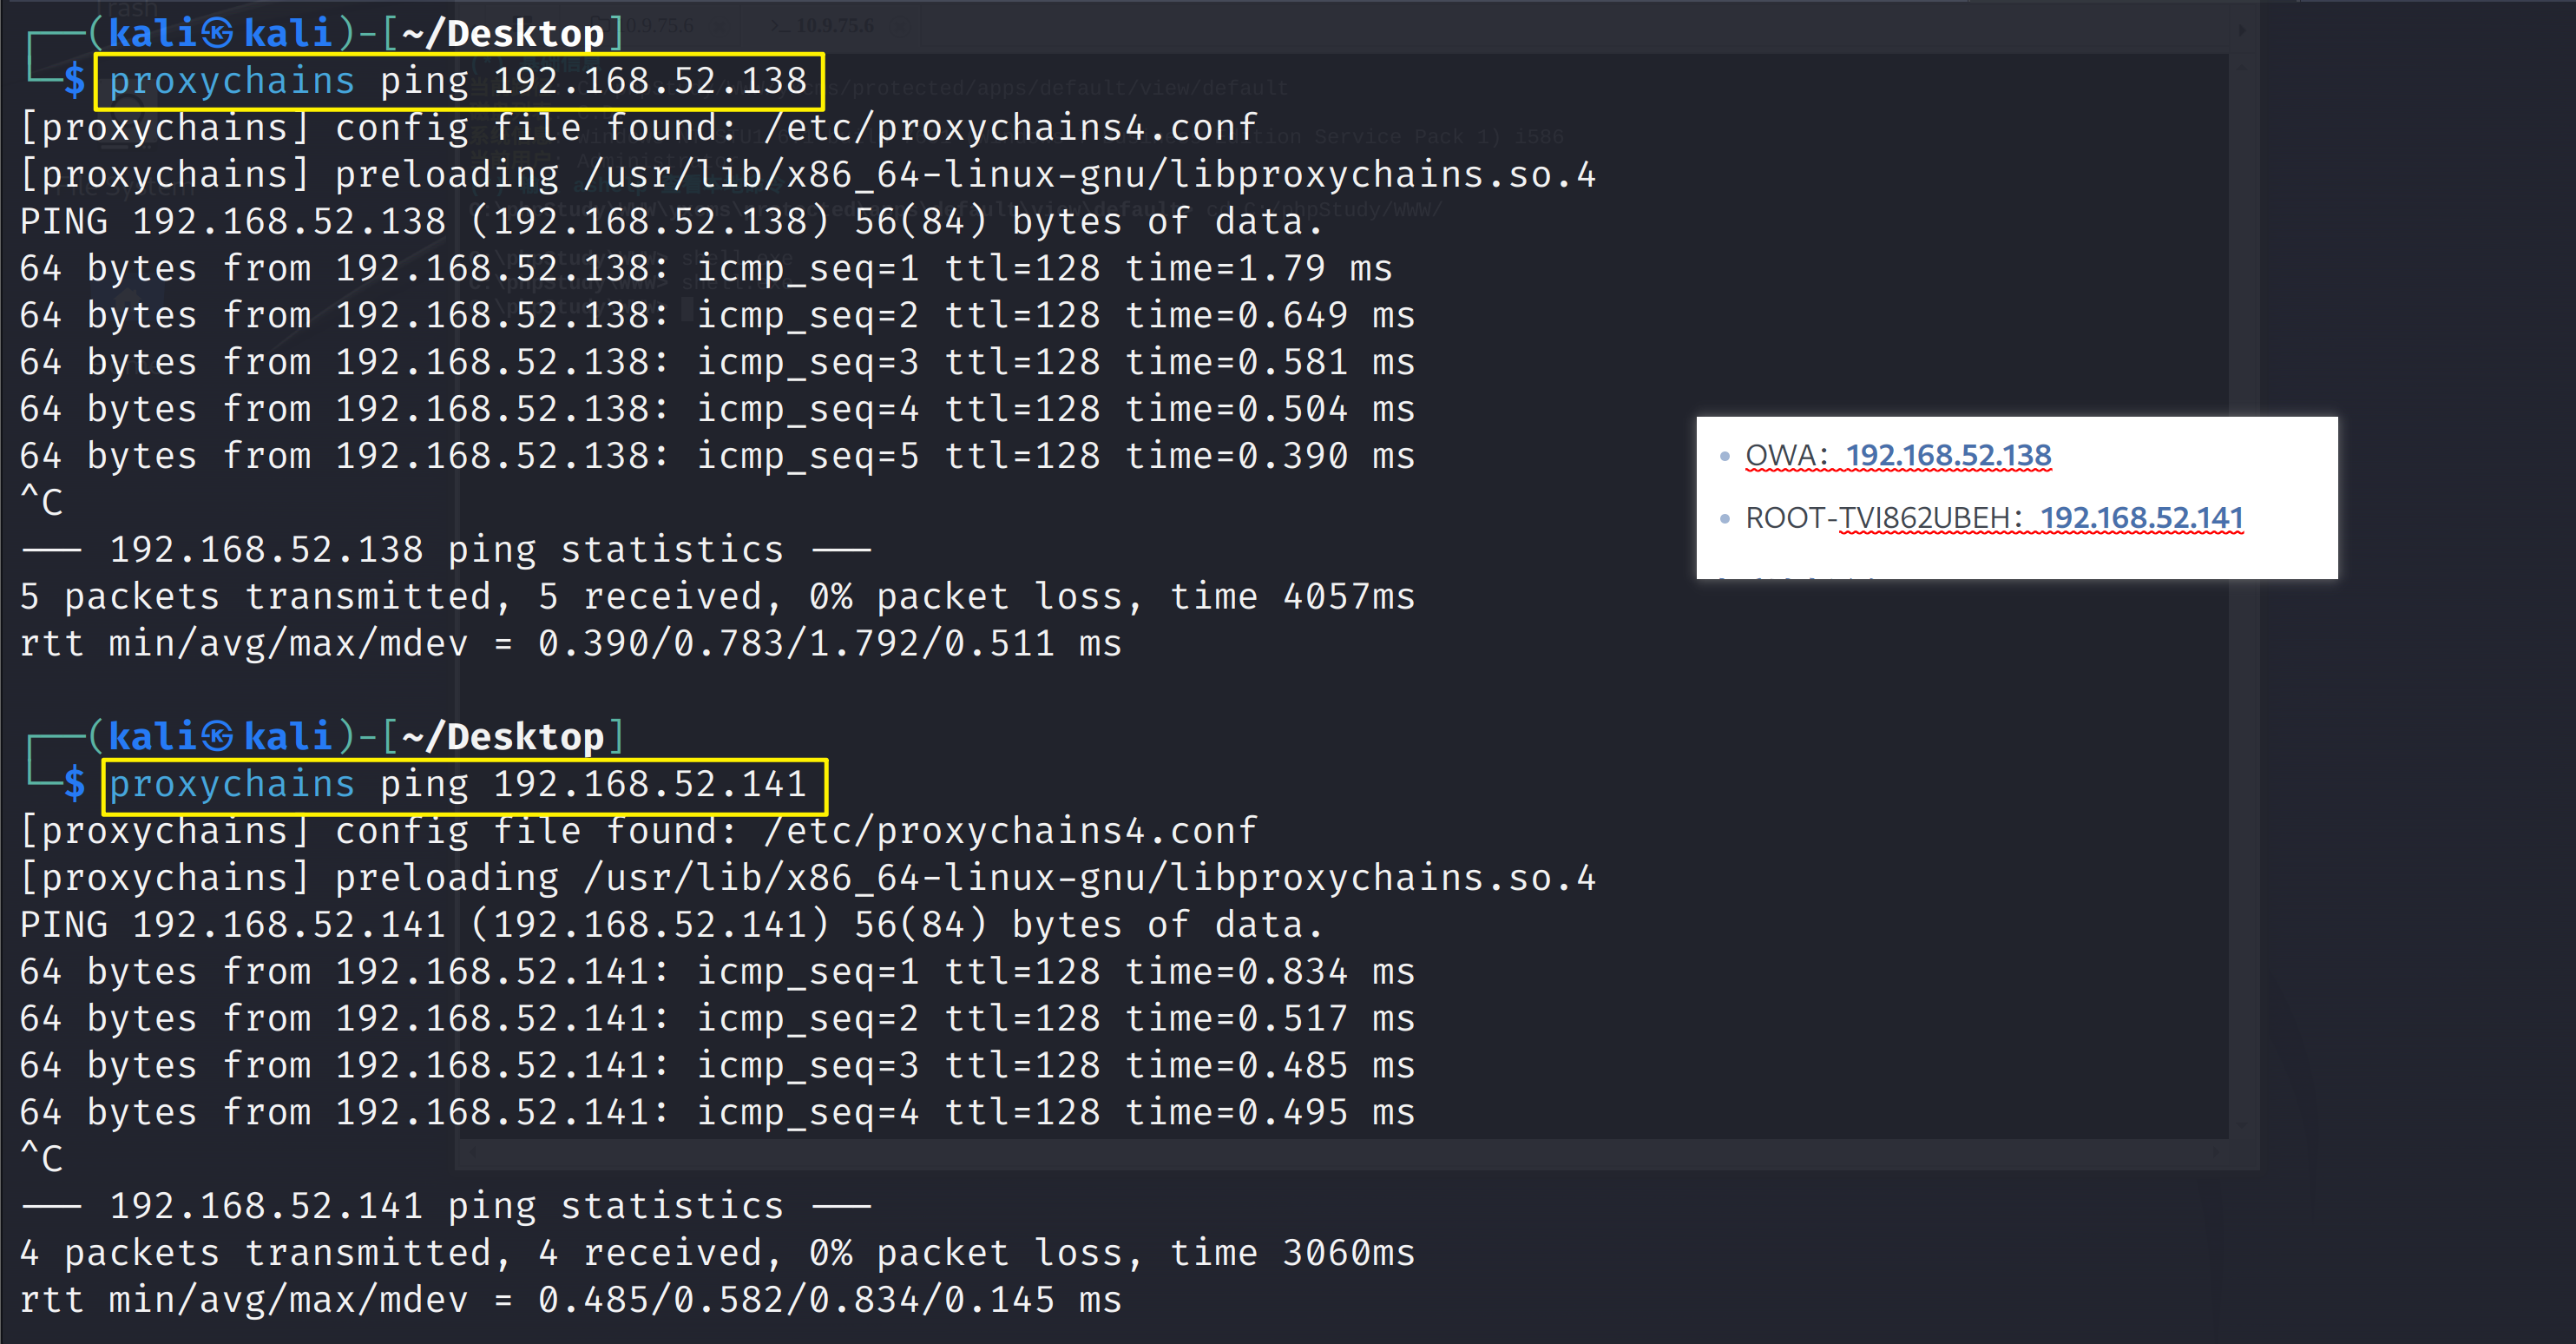 ┌──(kali㉿kali)-[~/Desktop]
└─$ proxychains ping 192.168.52.138
[proxychains] config file found: /etc/proxychains4.conf
[proxychains] preloading /usr/lib/x86_64-linux-gnu/libproxychains.so.4
PING 192.168.52.138 (192.168.52.138) 56(84) bytes of data.
64 bytes from 192.168.52.138: icmp_seq=1 ttl=128 time=1.79 ms
64 bytes from 192.168.52.138: icmp_seq=2 ttl=128 time=0.649 ms
64 bytes from 192.168.52.138: icmp_seq=3 ttl=128 time=0.581 ms
64 bytes from 192.168.52.138: icmp_seq=4 ttl=128 time=0.504 ms
64 bytes from 192.168.52.138: icmp_seq=5 ttl=128 time=0.390 ms
^C
--- 192.168.52.138 ping statistics ---
5 packets transmitted, 5 received, 0% packet loss, time 4057ms
rtt min/avg/max/mdev = 0.390/0.783/1.792/0.511 ms
┌──(kali㉿kali)-[~/Desktop]
└─$ proxychains ping 192.168.52.141
[proxychains] config file found: /etc/proxychains4.conf
[proxychains] preloading /usr/lib/x86_64-linux-gnu/libproxychains.so.4
PING 192.168.52.141 (192.168.52.141) 56(84) bytes of data.
64 bytes from 192.168.52.141: icmp_seq=1 ttl=128 time=0.834 ms
64 bytes from 192.168.52.141: icmp_seq=2 ttl=128 time=0.517 ms
64 bytes from 192.168.52.141: icmp_seq=3 ttl=128 time=0.485 ms
64 bytes from 192.168.52.141: icmp_seq=4 ttl=128 time=0.495 ms
^C
--- 192.168.52.141 ping statistics ---
4 packets transmitted, 4 received, 0% packet loss, time 3060ms
rtt min/avg/max/mdev = 0.485/0.582/0.834/0.145 ms
• OWA：192.168.52.138
• ROOT-TVI862UBEH：192.168.52.141